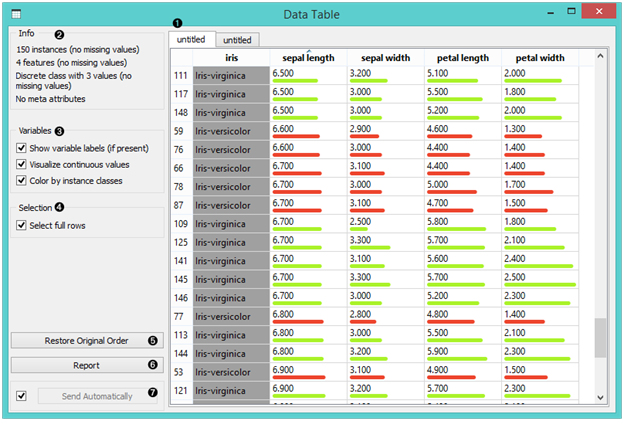 Data Table
1
untitled untitled
Info 2
150 instances (no missing values)
4 features (no missing values)
Discrete class with 3 values (no
missing values)
No meta attributes
Variables 3
Show variable labels (if present)
Visualize continuous values
Color by instance classes
Selection 4
Select full rows
Restore Original Order 5
Report 6
Send Automatically 7
iris sepal length sepal width petal length petal width
111 Iris-virginica 6.500 3.200 5.100 2.000
117 Iris-virginica 6.500 3.000 5.500 1.800
148 Iris-virginica 6.500 3.000 5.200 2.000
59 Iris-versicolor 6.600 2.900 4.600 1.300
76 Iris-versicolor 6.600 3.000 4.400 1.400
66 Iris-versicolor 6.700 3.100 4.400 1.400
78 Iris-versicolor 6.700 3.000 5.000 1.700
87 Iris-versicolor 6.700 3.100 4.700 1.500
109 Iris-virginica 6.700 2.500 5.800 1.800
125 Iris-virginica 6.700 3.300 5.700 2.100
141 Iris-virginica 6.700 3.100 5.600 2.400
145 Iris-virginica 6.700 3.300 5.700 2.500
146 Iris-virginica 6.700 3.000 5.200 2.300
77 Iris-versicolor 6.800 2.800 4.800 1.400
113 Iris-virginica 6.800 3.000 5.500 2.100
144 Iris-virginica 6.800 3.200 5.900 2.300
53 Iris-versicolor 6.900 3.100 4.900 1.500
121 Iris-virginica 6.900 3.200 5.700 2.300